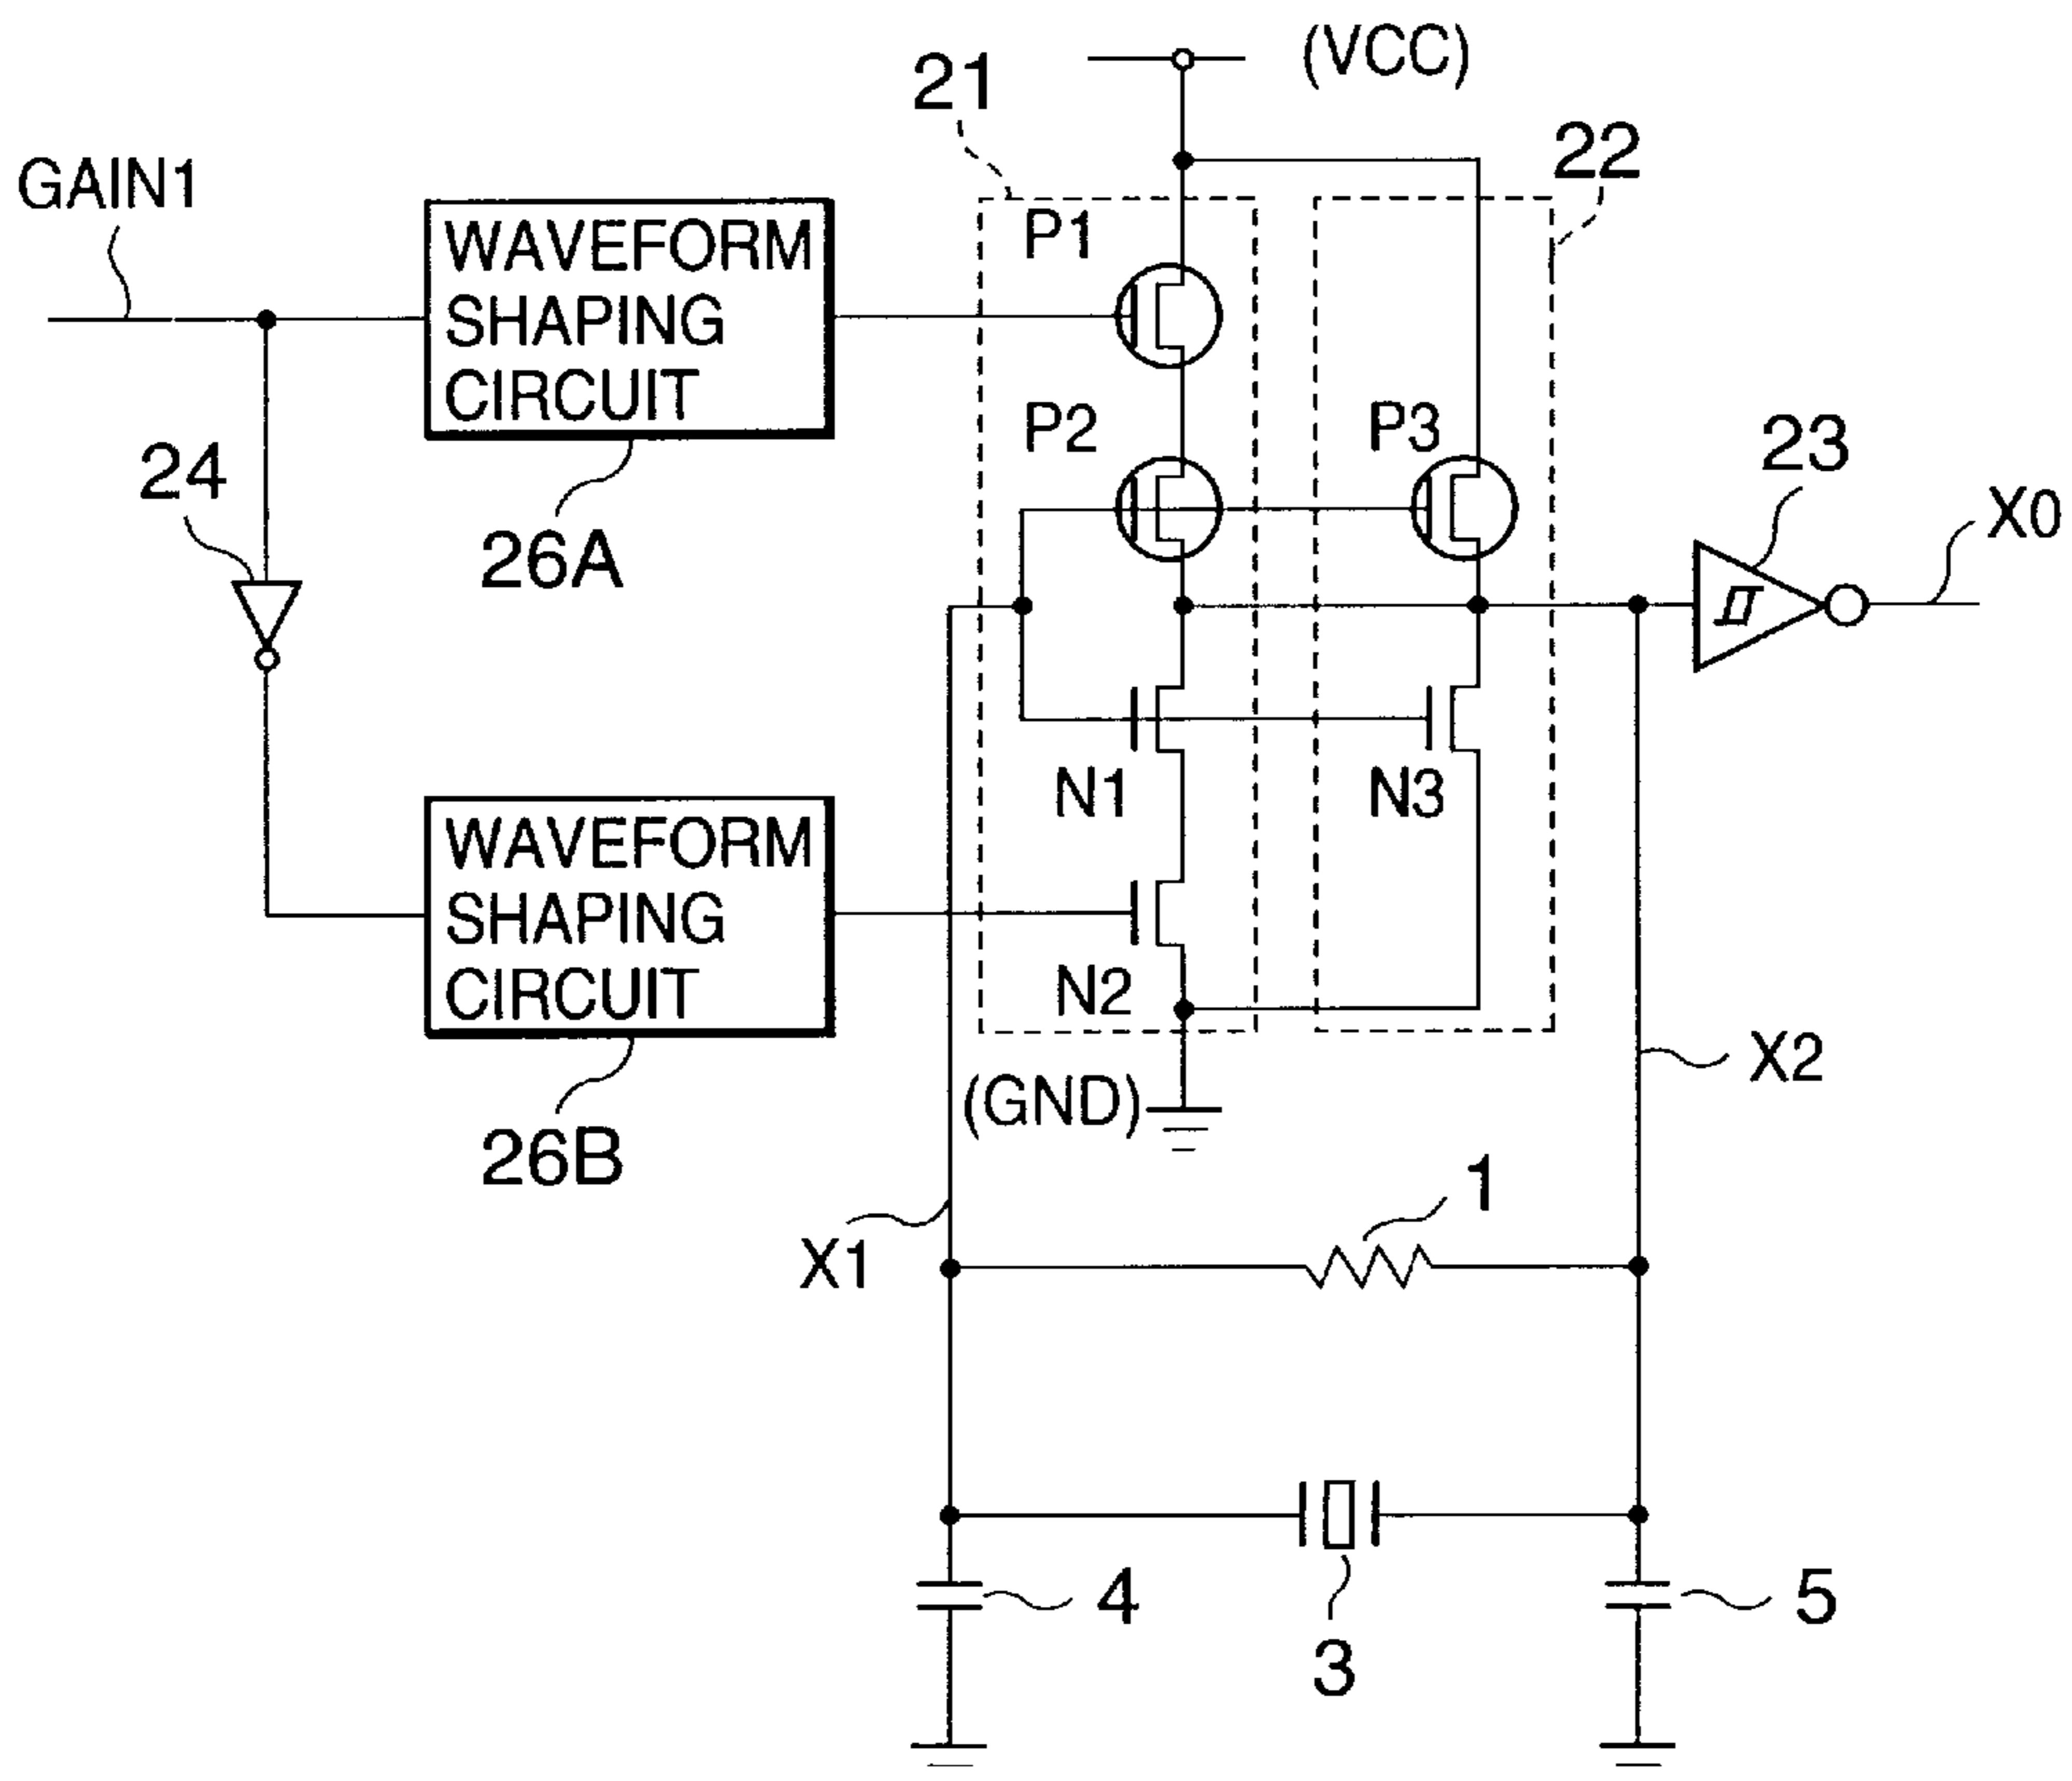 (VCC)
21
22
GAIN1
WAVEFORM
SHAPING
CIRCUIT
P1
P2
P3
23
X0
24
26A
N1
N3
WAVEFORM
SHAPING
CIRCUIT
N2
X2
(GND)
26B
1
X1
4
5
3